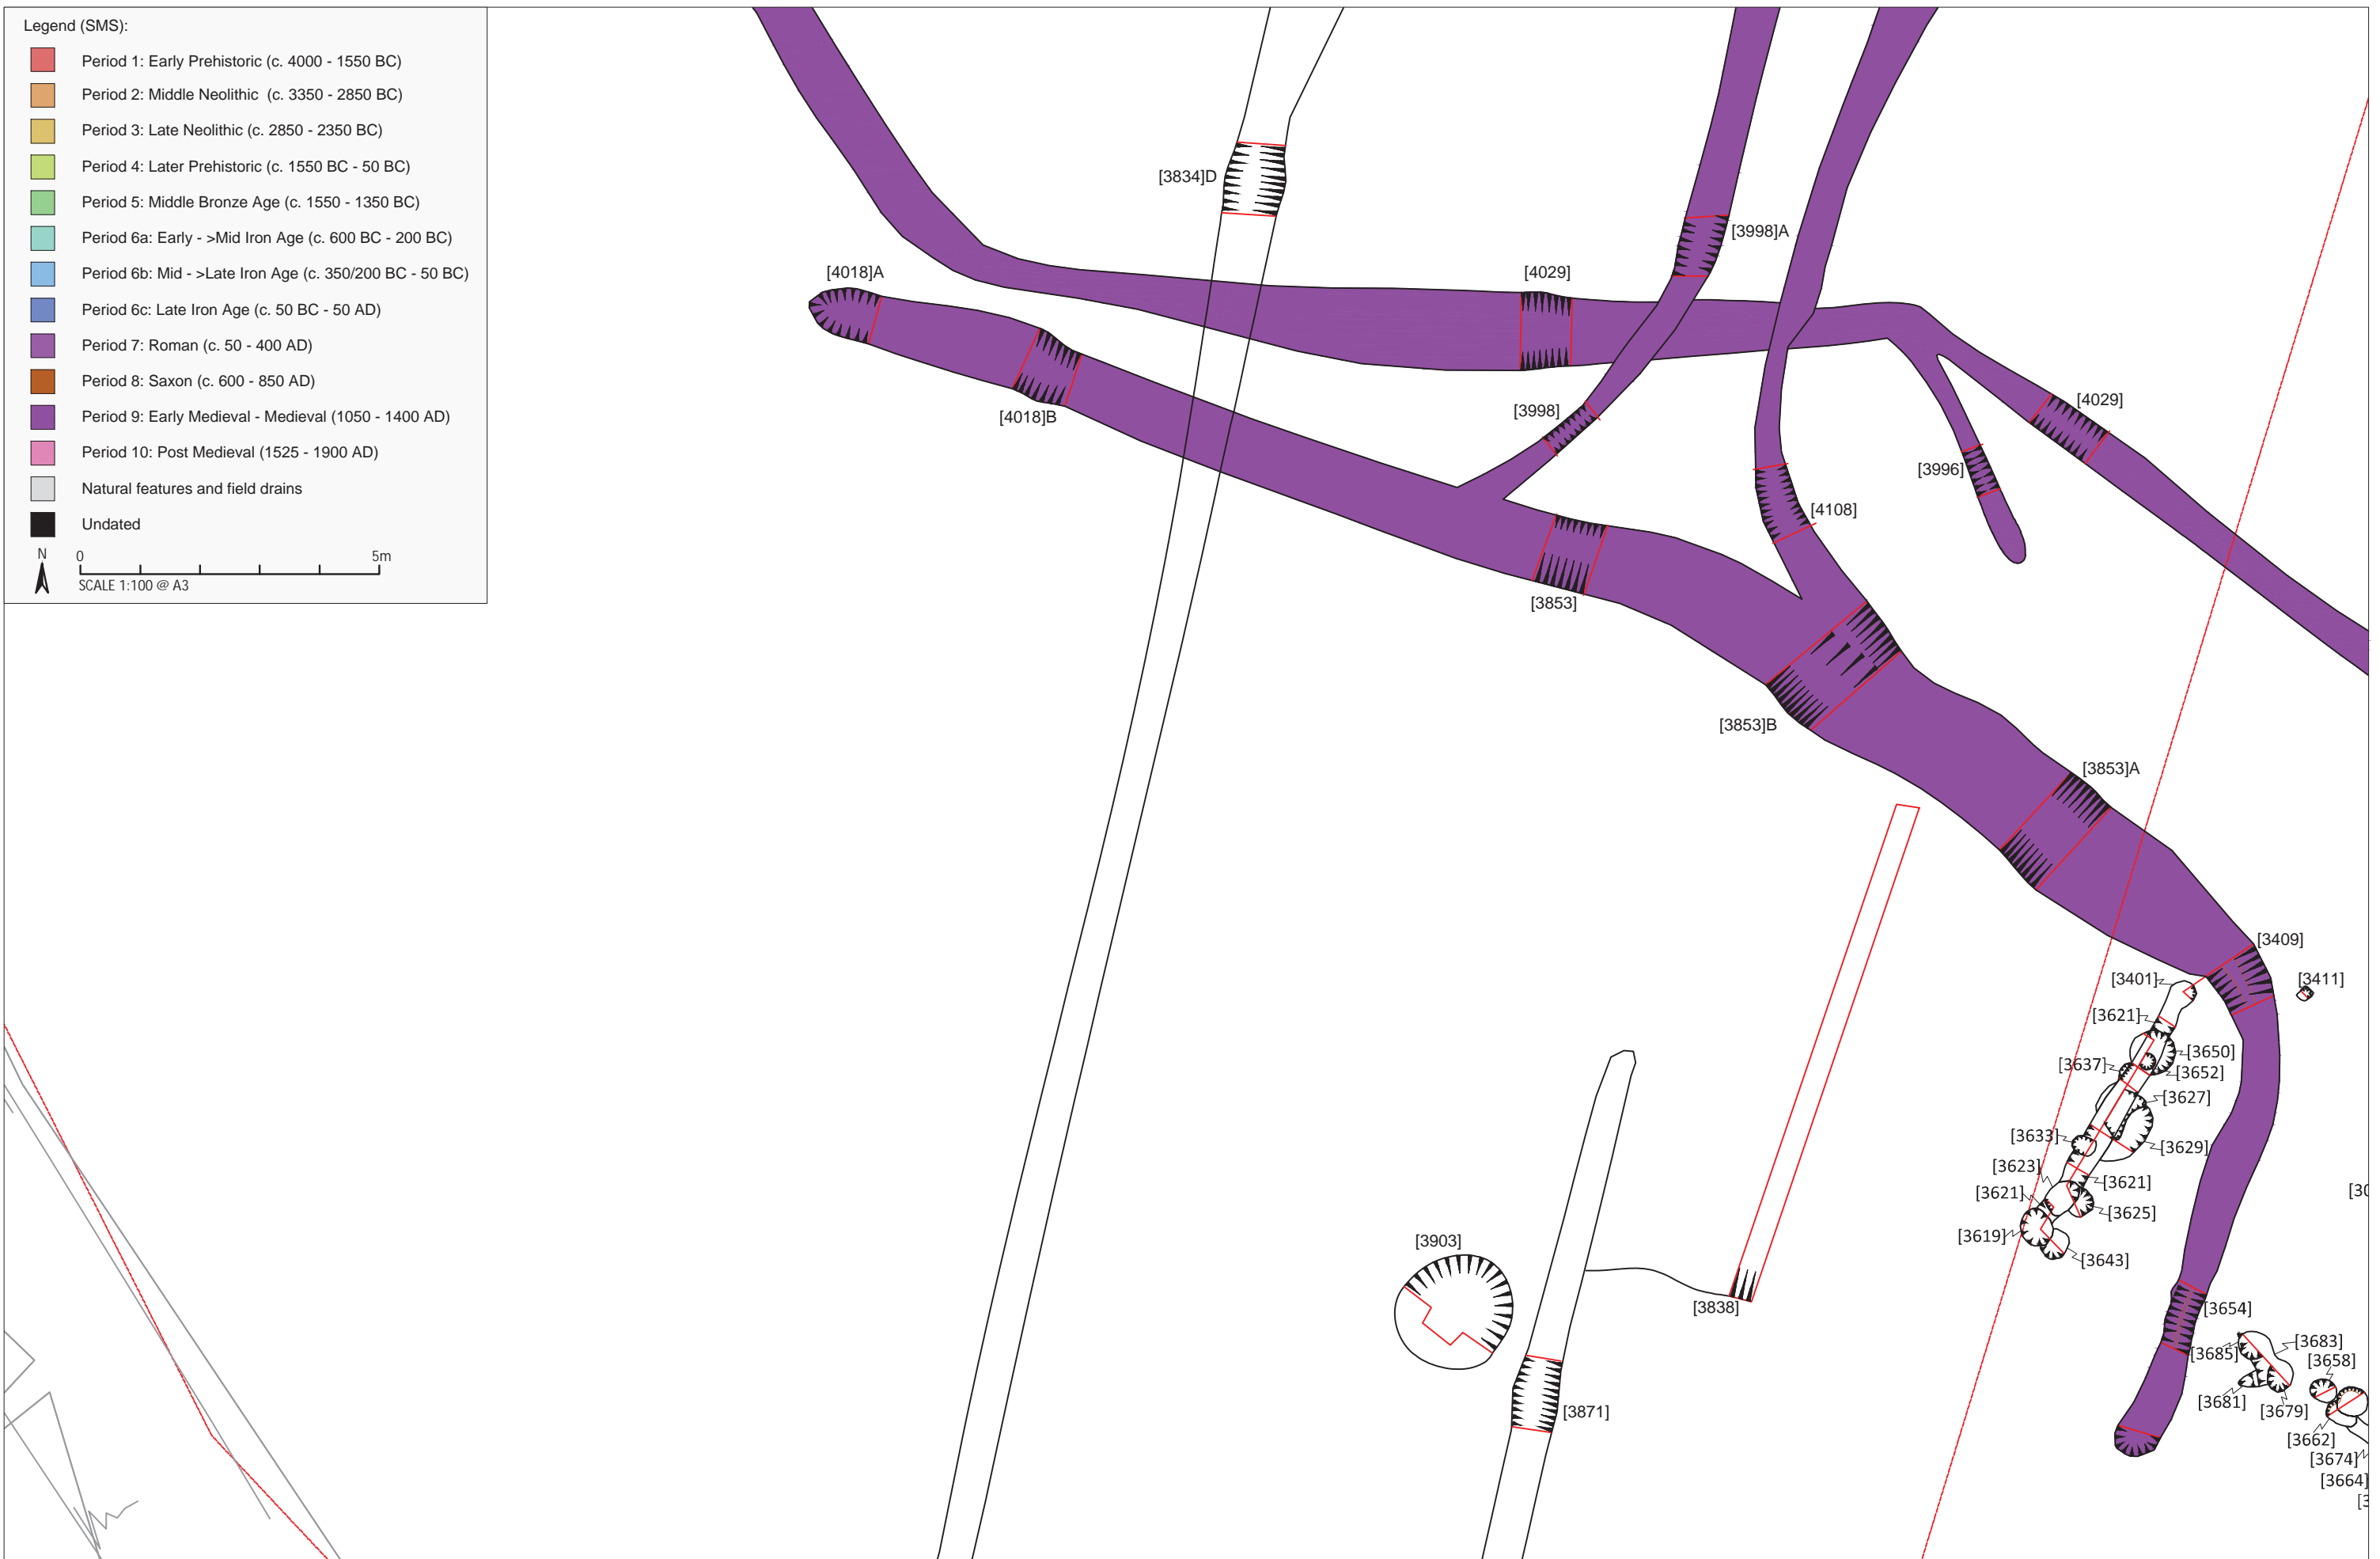 Legend (SMS):
Period 1: Early Prehistoric (c. 4000 - 1550 BC)
Period 2: Middle Neolithic (c. 3350 - 2850 BC)
Period 3: Late Neolithic (c. 2850 - 2350 BC)
Period 4: Later Prehistoric (c. 1550 BC - 50 BC)
Period 5: Middle Bronze Age (c. 1550 - 1350 BC)
Period 6a: Early - >Mid Iron Age (c. 600 BC - 200 BC)
Period 6b: Mid - >Late Iron Age (c. 350/200 BC - 50 BC)
Period 6c: Late Iron Age (c. 50 BC - 50 AD)
Period 7: Roman (c. 50 - 400 AD)
Period 8: Saxon (c. 600 - 850 AD)
Period 9: Early Medieval - Medieval (1050 - 1400 AD)
Period 10: Post Medieval (1525 - 1900 AD)
Natural features and field drains
Undated
N
0 5m
SCALE 1:100 @ A3
[3834]D
[3998]A
[4018]A
[4029]
[4018]B
[3998]
[4029]
[3996]
[4108]
[3853]
[3853]B
[3853]A
[3409]
[3401]
[3411]
[3621]
[3650]
[3637]
[3652]
[3627]
[3633]
[3629]
[3623]
[3621]
[3621]
[3625]
[3619]
[3643]
[30
[3903]
[3838]
[3871]
[3654]
[3683]
[3685]
[3658]
[3681]
[3679]
[3662]
[3674]
[3664]
[3